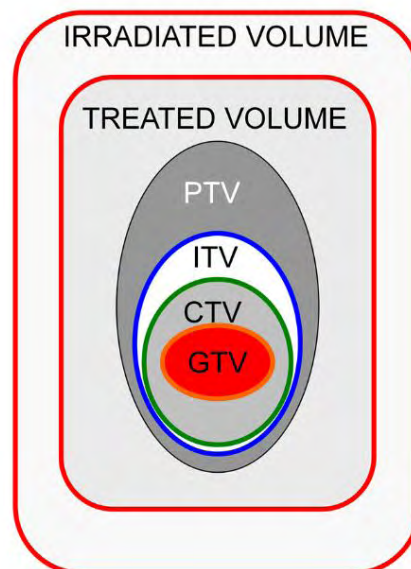 IRRADIATED VOLUME
TREATED VOLUME
PTV
ITV
CTV
GTV